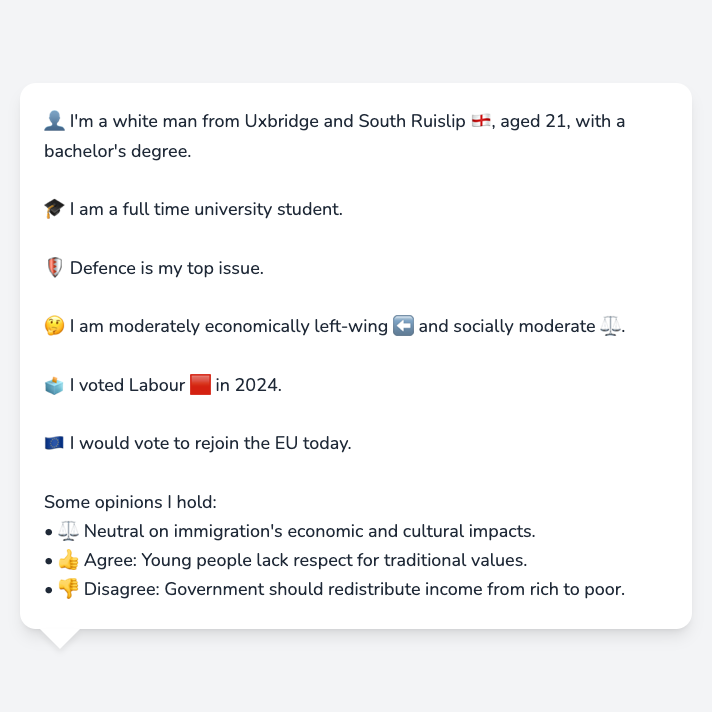 👤 I'm a white man from Uxbridge and South Ruislip 🏴󠁧󠁢󠁥󠁮󠁧󠁿, aged 21, with a
bachelor's degree.
🎓 I am a full time university student.
🛡️ Defence is my top issue.
🤔 I am moderately economically left-wing ⬅️ and socially moderate ⚖️.
🗳️ I voted Labour 🟥 in 2024.
🇪🇺 I would vote to rejoin the EU today.
Some opinions I hold:
• ⚖️ Neutral on immigration's economic and cultural impacts.
• 👍 Agree: Young people lack respect for traditional values.
• 👎 Disagree: Government should redistribute income from rich to poor.